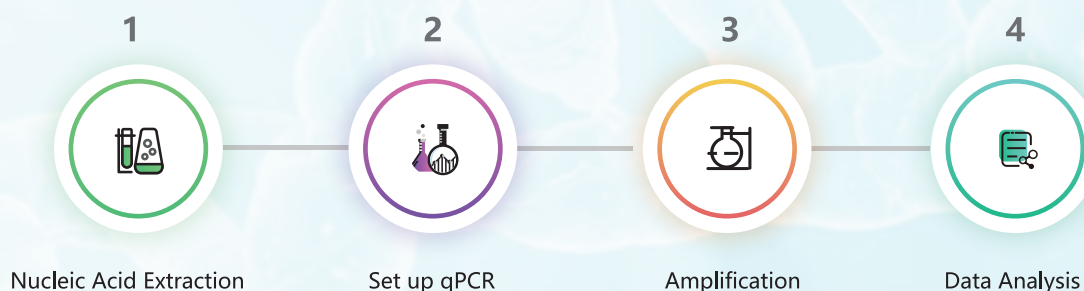 1
2
3
4
Nucleic Acid Extraction
Set up qPCR
Amplification
Data Analysis